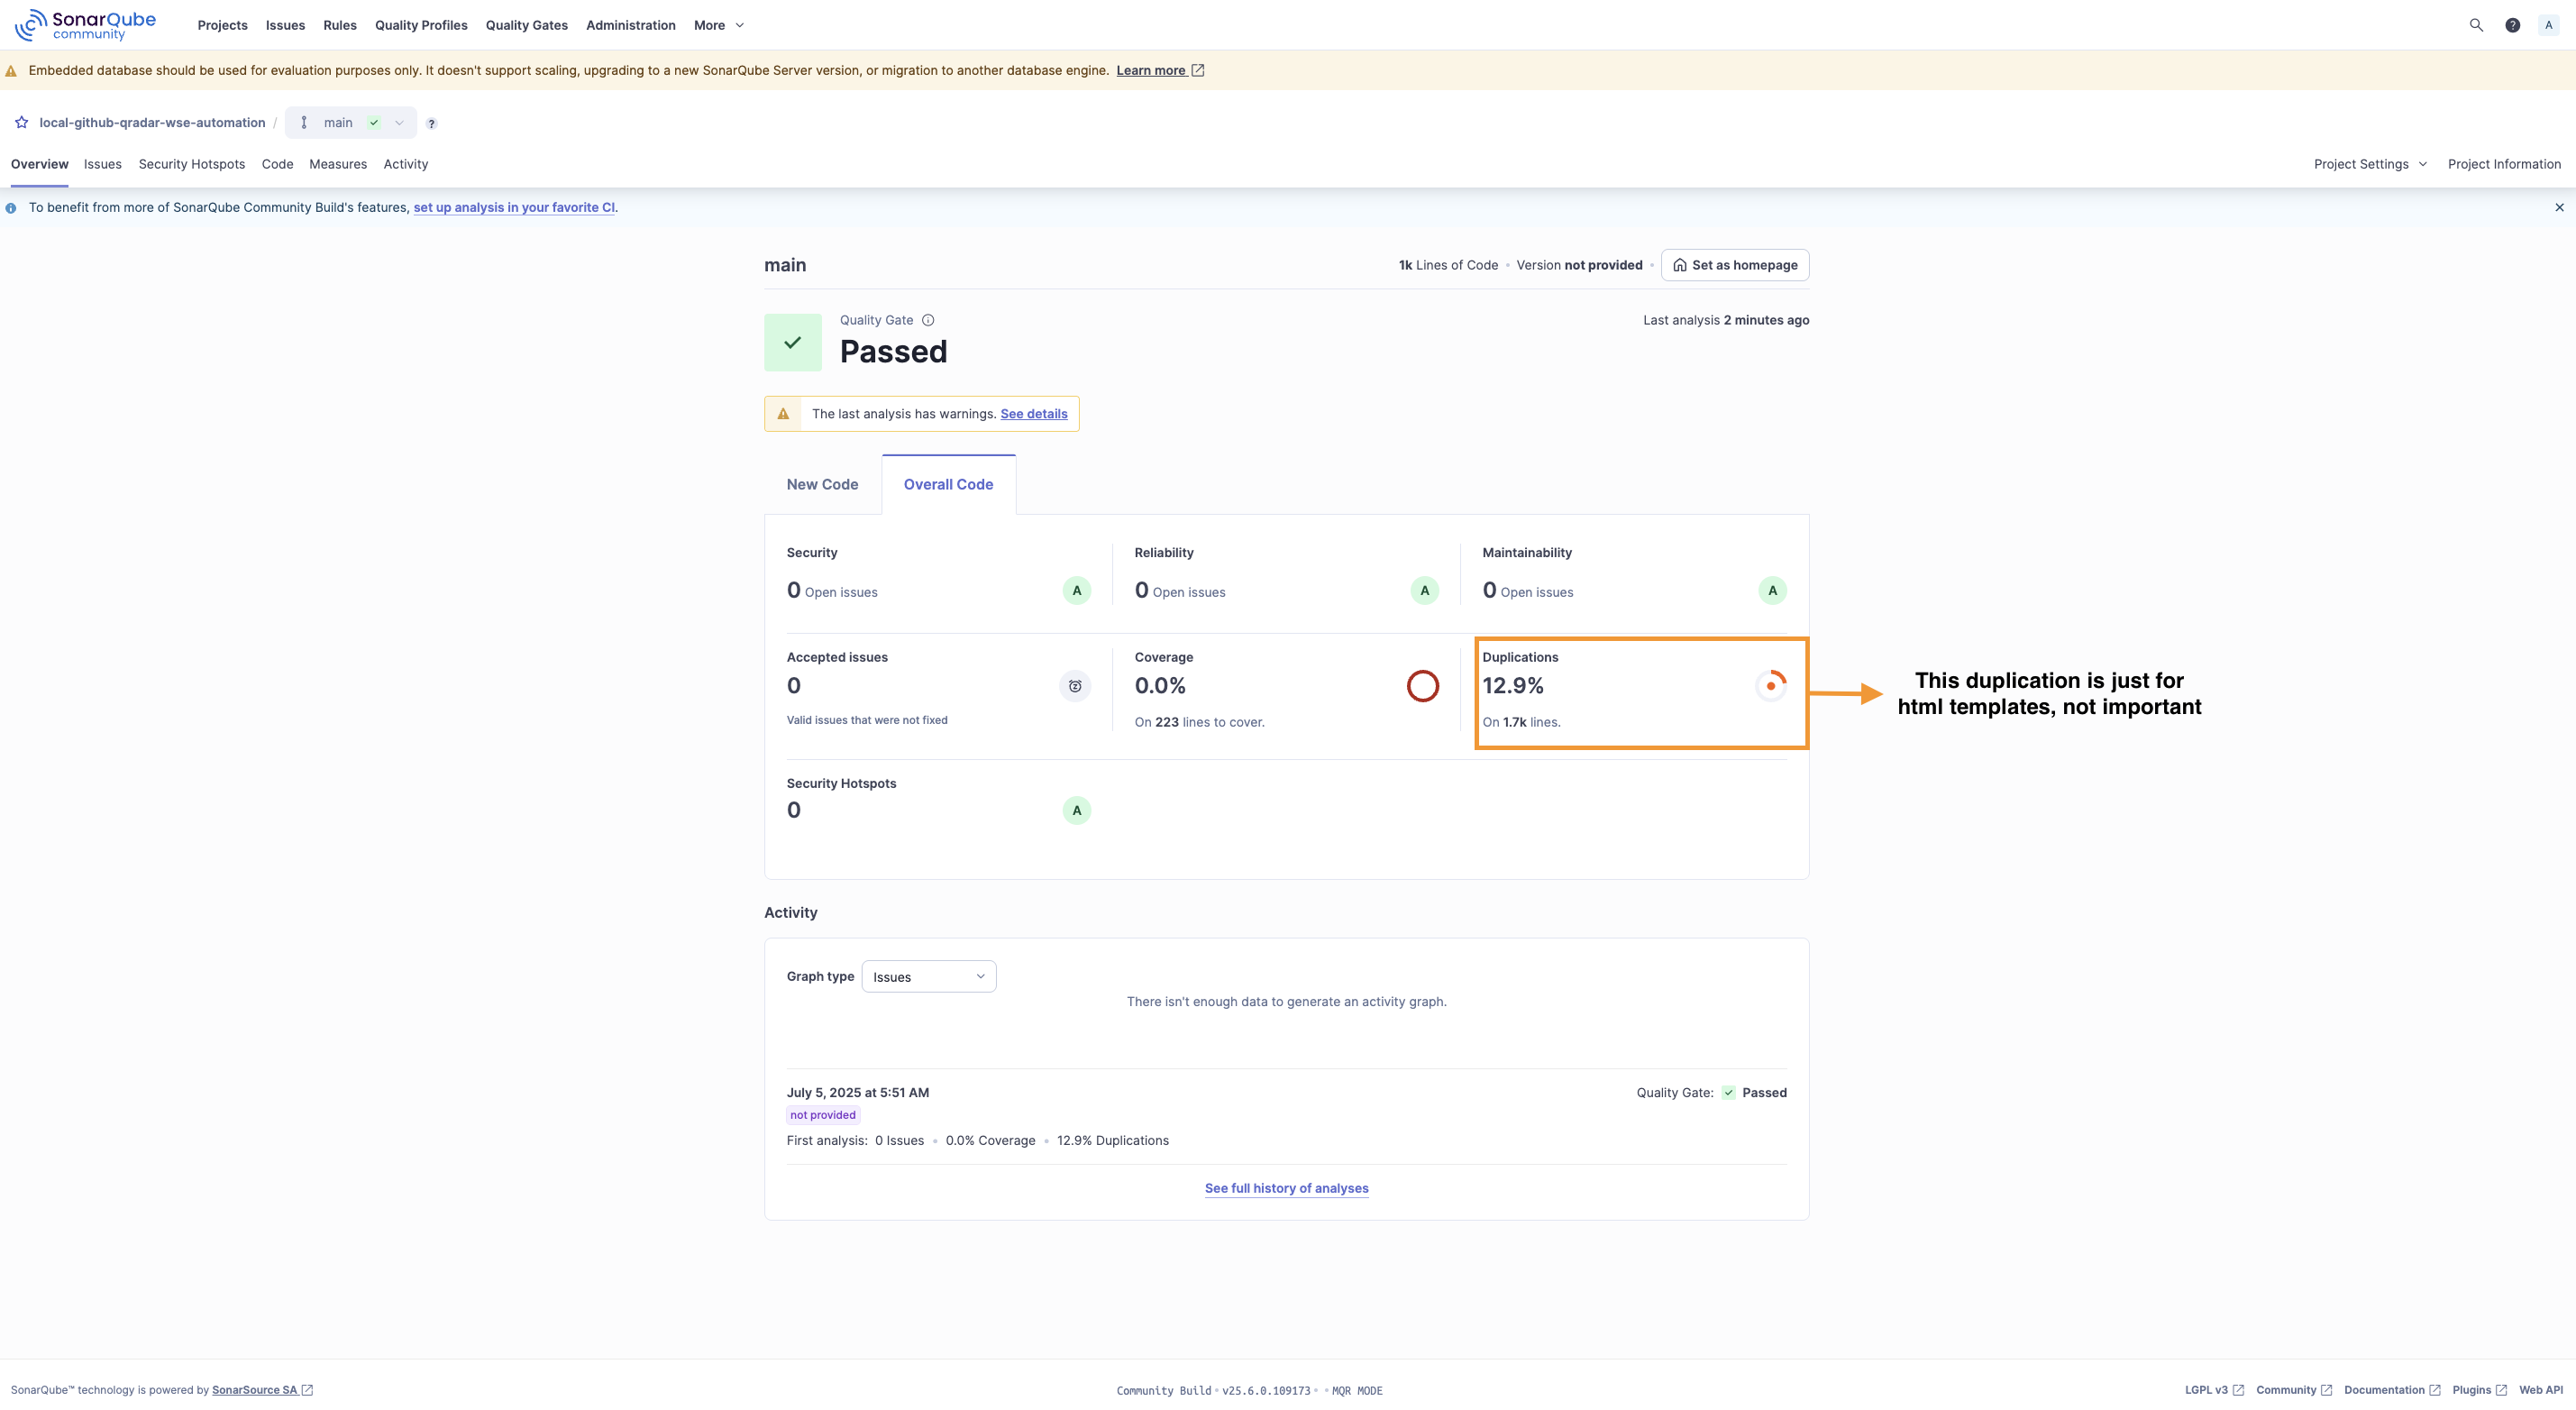 SonarQube
community
Projects Issues Rules Quality Profiles Quality Gates Administration More
A
Embedded database should be used for evaluation purposes only. It doesn't support scaling, upgrading to a new SonarQube Server version, or migration to another database engine. Learn more
local-github-qradar-wse-automation / main
Overview Issues Security Hotspots Code Measures Activity Project Settings Project Information
To benefit from more of SonarQube Community Build's features, set up analysis in your favorite CI.
main
1k Lines of Code • Version not provided • Set as homepage
Quality Gate
Last analysis 2 minutes ago
Passed
The last analysis has warnings. See details
New Code Overall Code
Security Reliability Maintainability
0 Open issues A 0 Open issues A 0 Open issues A
Accepted issues Coverage Duplications
0 0.0% 12.9%
Valid issues that were not fixed On 223 lines to cover. On 1.7k lines.
This duplication is just for
html templates, not important
Security Hotspots
0 A
Activity
Graph type Issues
There isn't enough data to generate an activity graph.
July 5, 2025 at 5:51 AM Quality Gate: Passed
not provided
First analysis: 0 Issues • 0.0% Coverage • 12.9% Duplications
See full history of analyses
SonarQube™ technology is powered by SonarSource SA Community Build • v25.6.0.109173 • • MQR MODE LGPL v3 Community Documentation Plugins Web API